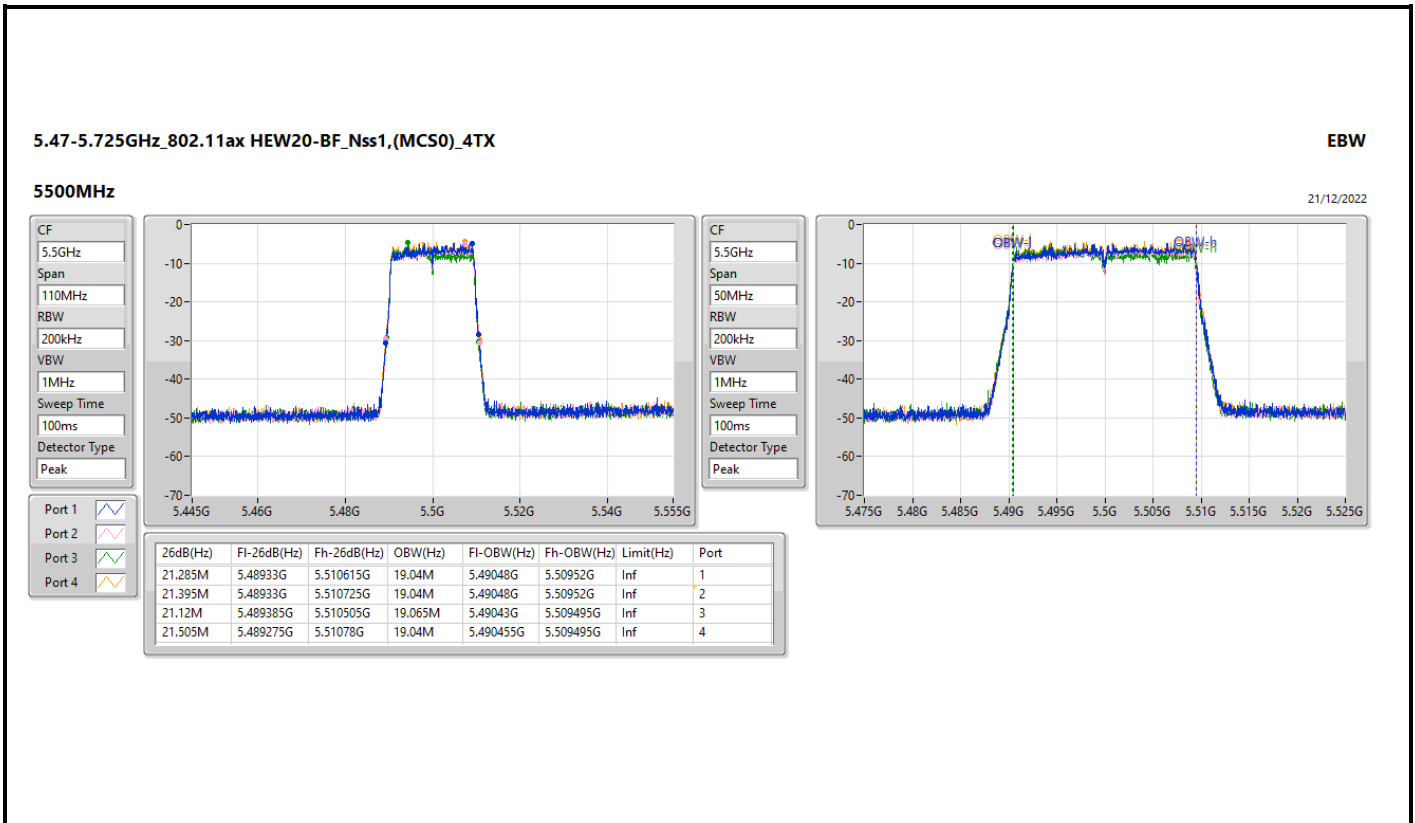 5.47-5.725GHz_802.11ax HEW20-BF_Nss1,(MCS0)_4TX
EBW
5500MHz
21/12/2022
CF
5.5GHz
Span
110MHz
RBW
200kHz
VBW
1MHz
Sweep Time
100ms
Detector Type
Peak
0
-10
-20
-30
-40
-50
-60
-70
5.445G 5.46G 5.48G 5.5G 5.52G 5.54G 5.555G
CF
5.5GHz
Span
50MHz
RBW
200kHz
VBW
1MHz
Sweep Time
100ms
Detector Type
Peak
0
-10
-20
-30
-40
-50
-60
-70
OBW-l OBW-h
5.475G 5.48G 5.485G 5.49G 5.495G 5.5G 5.505G 5.51G 5.515G 5.52G 5.525G
Port 1
Port 2
Port 3
Port 4
26dB(Hz) Fl-26dB(Hz) Fh-26dB(Hz) OBW(Hz) Fl-OBW(Hz) Fh-OBW(Hz) Limit(Hz) Port
21.285M 5.48933G 5.510615G 19.04M 5.49048G 5.50952G Inf 1
21.395M 5.48933G 5.510725G 19.04M 5.49048G 5.50952G Inf 2
21.12M 5.489385G 5.510505G 19.065M 5.49043G 5.509495G Inf 3
21.505M 5.489275G 5.51078G 19.04M 5.490455G 5.509495G Inf 4